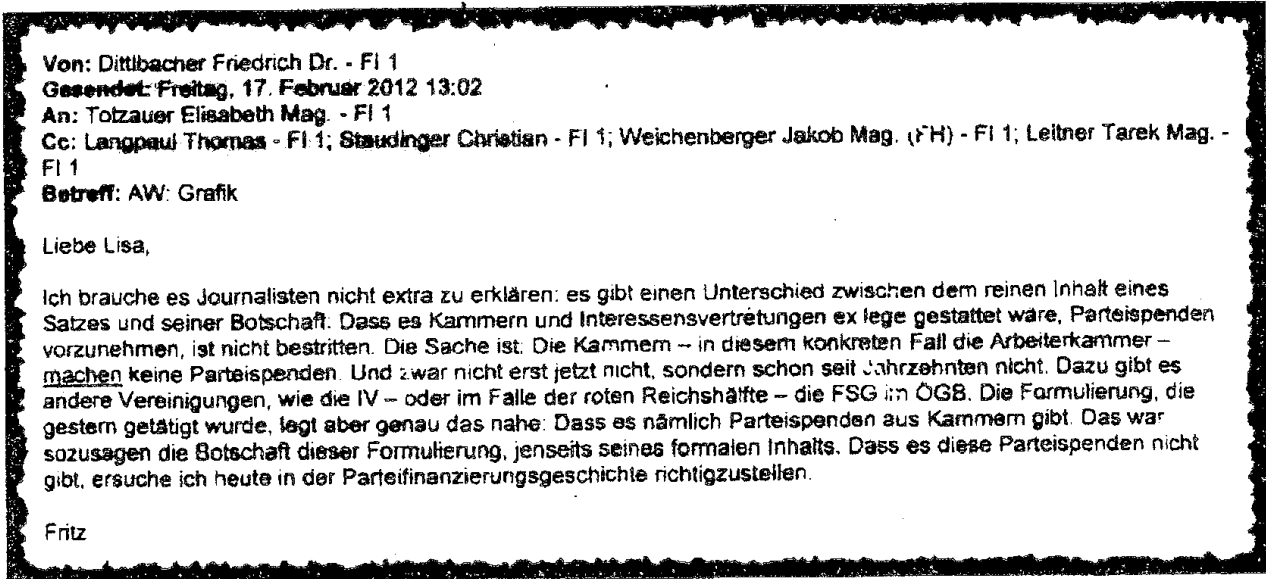 Von: Dittlbacher Friedrich Dr. - FI 1
Gesendet: Freitag, 17. Februar 2012 13:02
An: Totzauer Elisabeth Mag. - FI 1
Cc: Langpaul Thomas - FI 1; Staudinger Christian - FI 1; Weichenberger Jakob Mag. (FH) - FI 1; Leitner Tarek Mag. -
FI 1
Betreff: AW: Grafik
Liebe Lisa,
Ich brauche es Journalisten nicht extra zu erklären: es gibt einen Unterschied zwischen dem reinen Inhalt eines
Satzes und seiner Botschaft: Dass es Kammern und Interessensvertretungen ex lege gestattet wäre, Parteispenden
vorzunehmen, ist nicht bestritten. Die Sache ist: Die Kammern – in diesem konkreten Fall die Arbeiterkammer –
machen keine Parteispenden. Und zwar nicht erst jetzt nicht, sondern schon seit Jahrzehnten nicht. Dazu gibt es
andere Vereinigungen, wie die IV – oder im Falle der roten Reichshälfte – die FSG im ÖGB. Die Formulierung, die
gestern getätigt wurde, legt aber genau das nahe: Dass es nämlich Parteispenden aus Kammern gibt. Das war
sozusagen die Botschaft dieser Formulierung, jenseits seines formalen Inhalts. Dass es diese Parteispenden nicht
gibt, ersuche ich heute in der Parteifinanzierungsgeschichte richtigzustellen.
Fritz